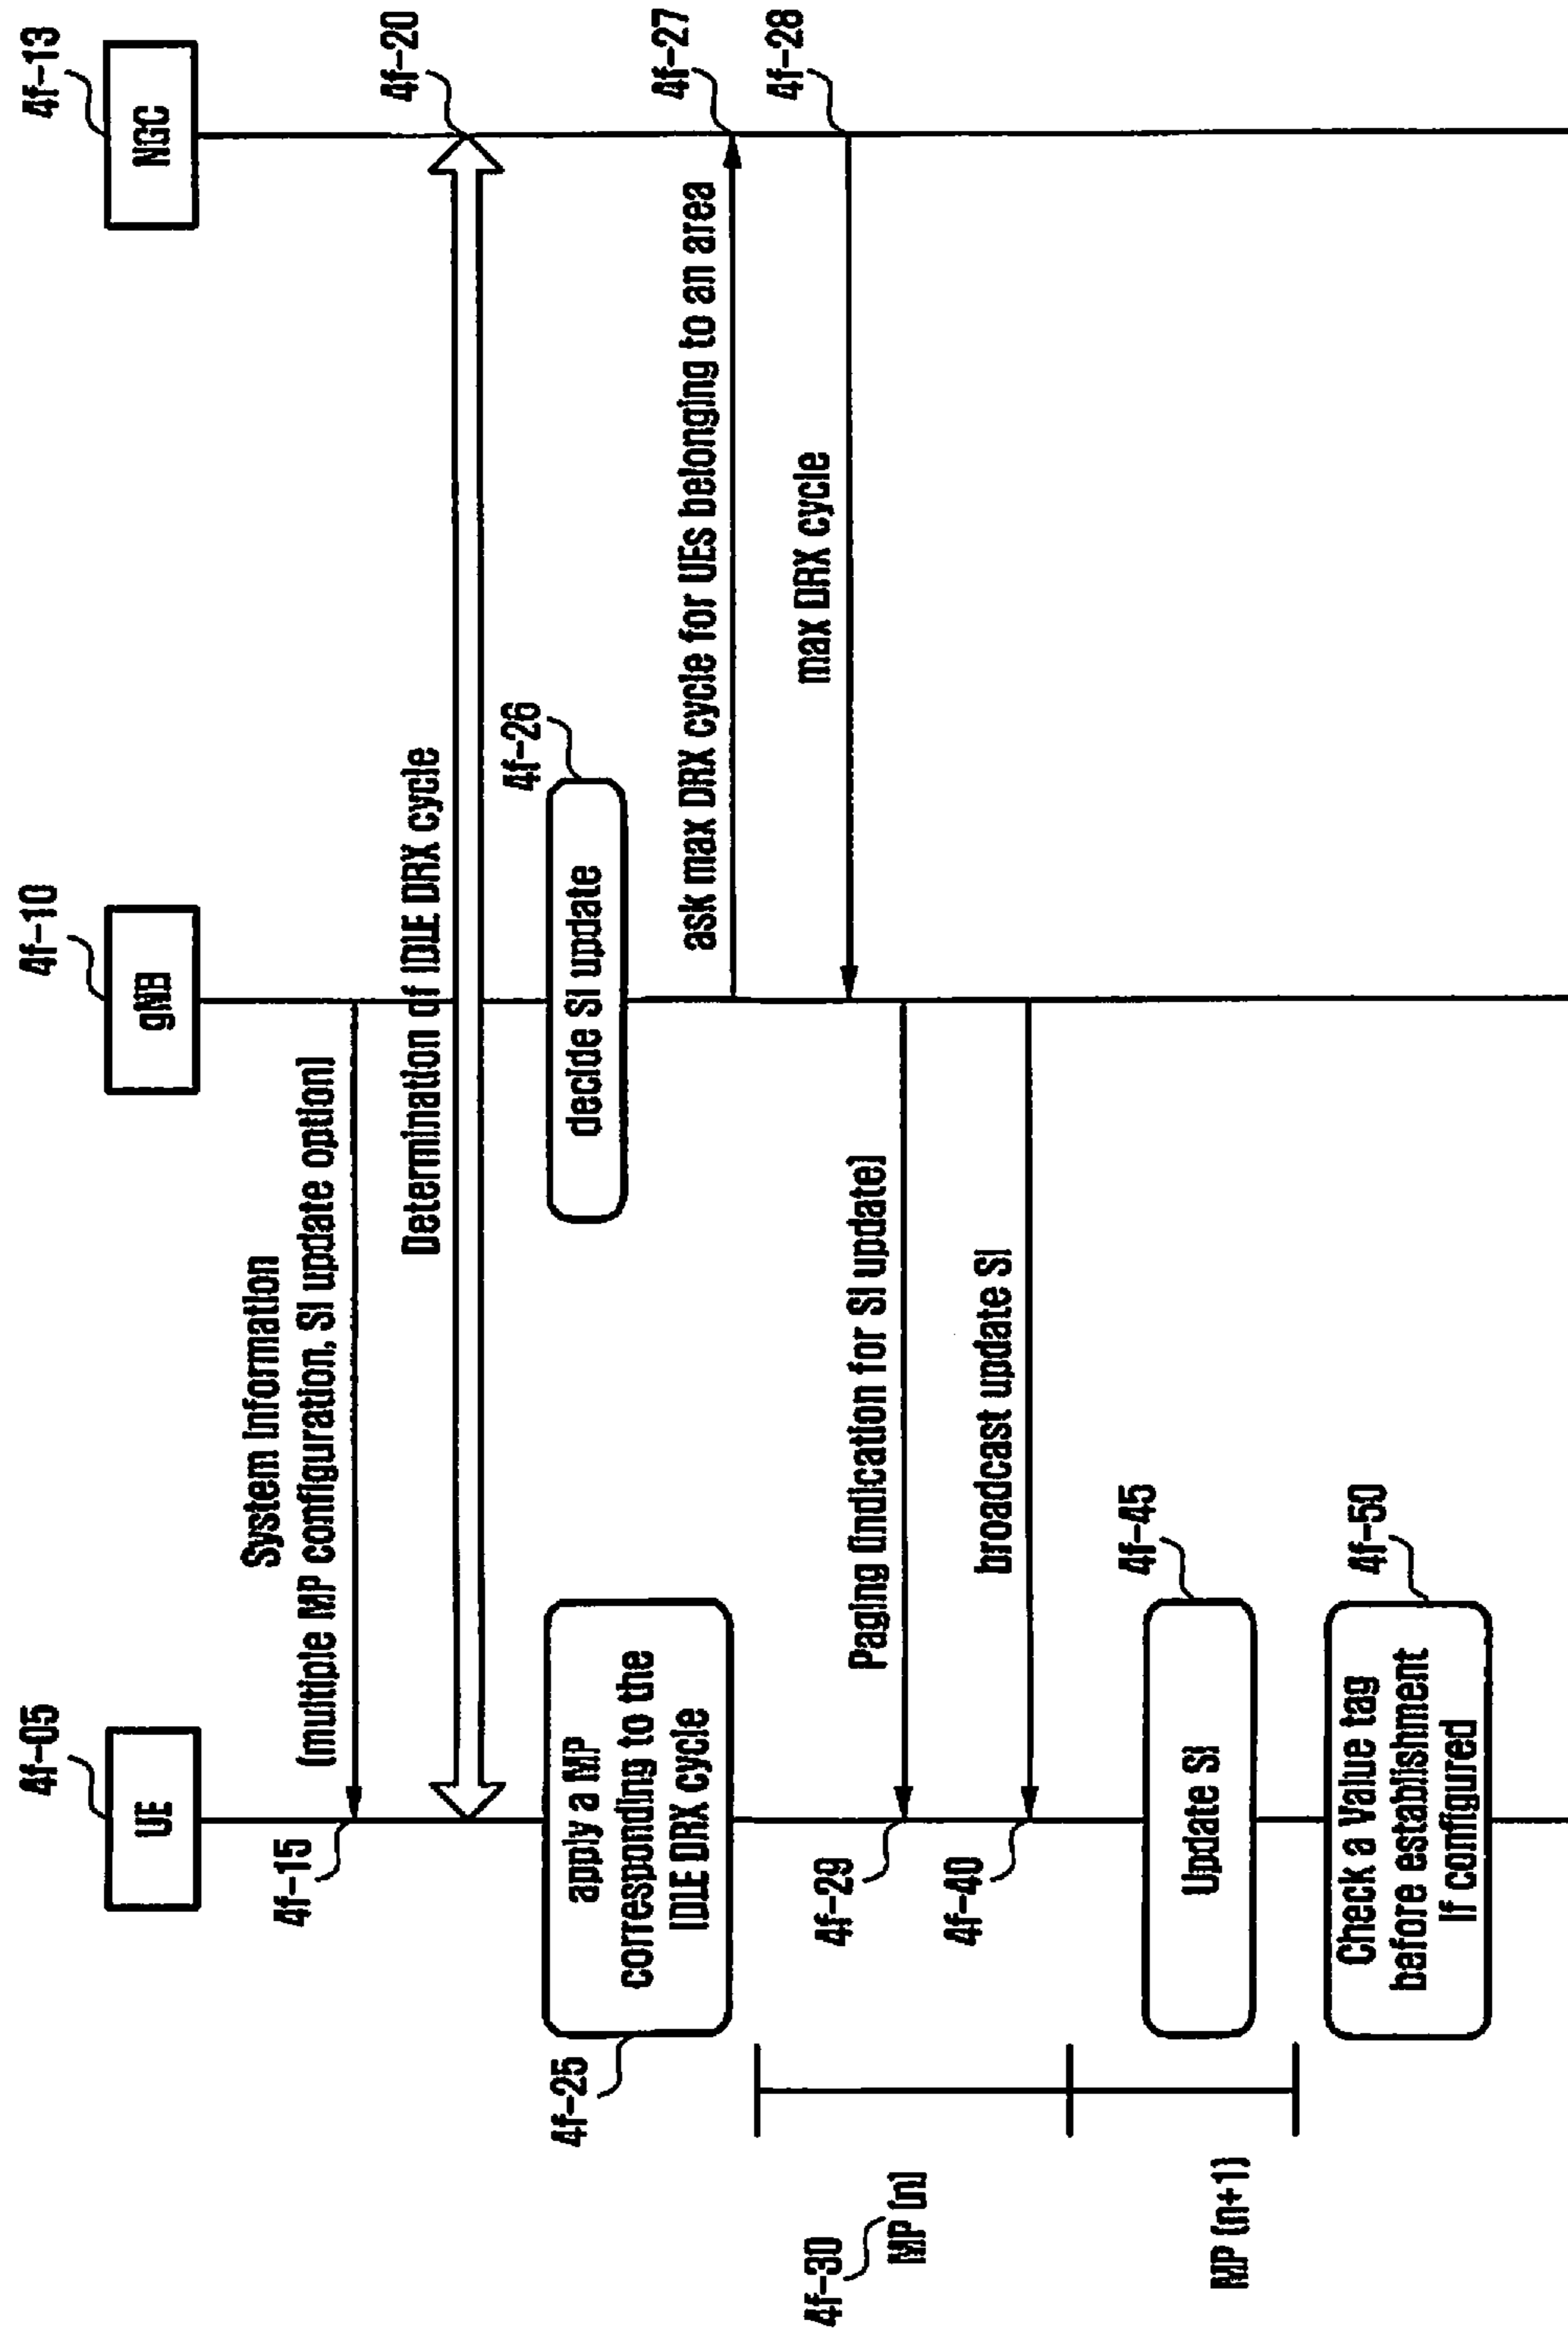 4f-05
UE
4f-10
gNB
4f-13
NGC
System Information
(multiple MP configuration, SI update option)
4f-15
Determination of IDLE DRX cycle
4f-20
apply a MP
corresponding to the
IDLE DRX cycle
4f-25
decide SI update
4f-26
ask max DRX cycle for UEs belonging to an area
4f-27
max DRX cycle
4f-28
Paging (indication for SI update)
4f-29
4f-30
MP (n)
broadcast update SI
4f-40
Update SI
4f-45
MP (n+1)
Check a Value tag
before establishment
If configured
4f-50